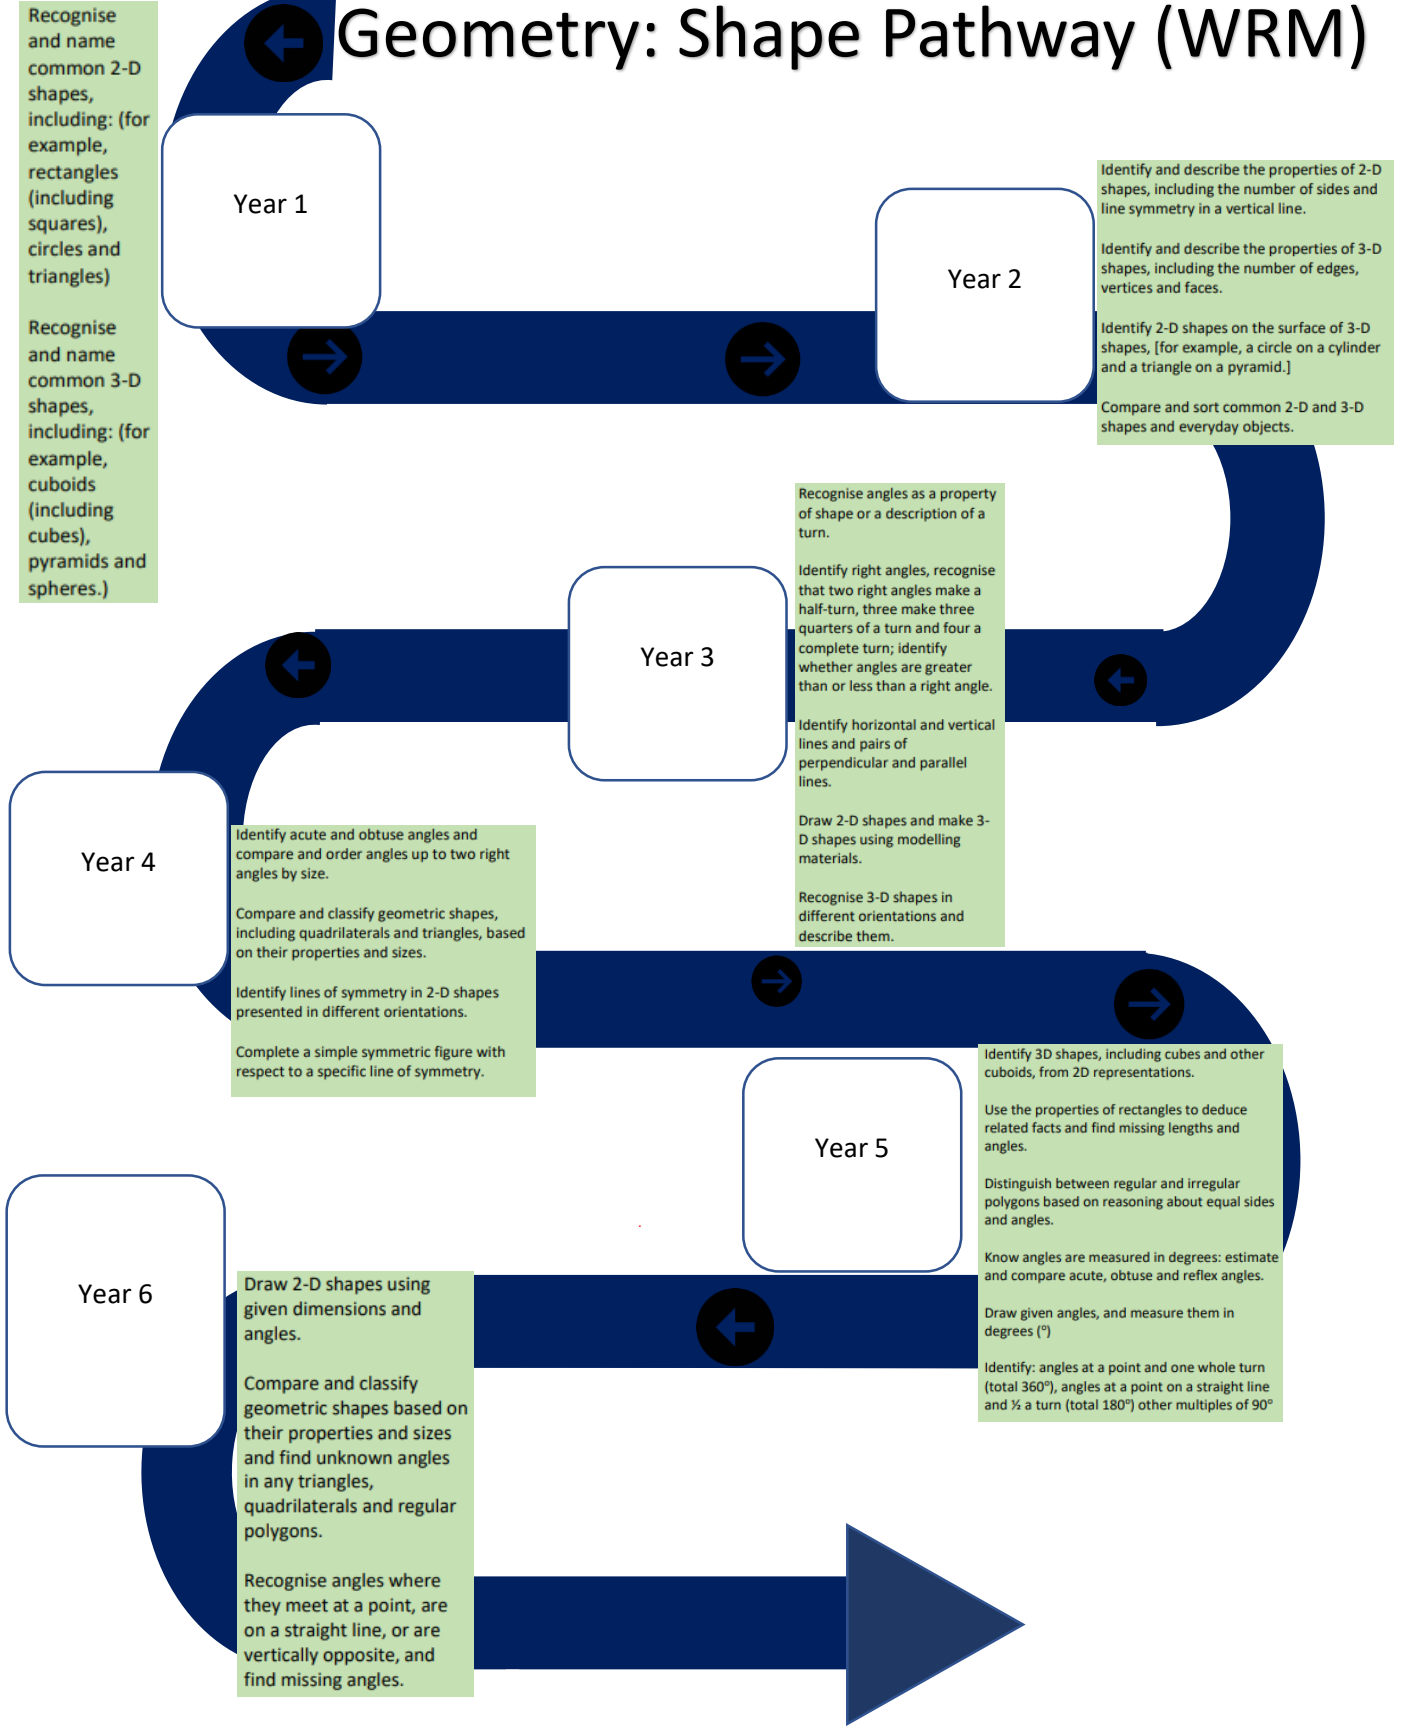 Geometry: Shape Pathway (WRM)
Recognise
and name
common 2-D
shapes,
including: (for
example,
rectangles
(including
squares),
circles and
triangles)
Recognise
and name
common 3-D
shapes,
including: (for
example,
cuboids
(including
cubes),
pyramids and
spheres.)
Year 1
Year 2
Identify and describe the properties of 2-D
shapes, including the number of sides and
line symmetry in a vertical line.
Identify and describe the properties of 3-D
shapes, including the number of edges,
vertices and faces.
Identify 2-D shapes on the surface of 3-D
shapes, [for example, a circle on a cylinder
and a triangle on a pyramid.]
Compare and sort common 2-D and 3-D
shapes and everyday objects.
Year 3
Recognise angles as a property
of shape or a description of a
turn.
Identify right angles, recognise
that two right angles make a
half-turn, three make three
quarters of a turn and four a
complete turn; identify
whether angles are greater
than or less than a right angle.
Identify horizontal and vertical
lines and pairs of
perpendicular and parallel
lines.
Draw 2-D shapes and make 3-
D shapes using modelling
materials.
Recognise 3-D shapes in
different orientations and
describe them.
Year 4
Identify acute and obtuse angles and
compare and order angles up to two right
angles by size.
Compare and classify geometric shapes,
including quadrilaterals and triangles, based
on their properties and sizes.
Identify lines of symmetry in 2-D shapes
presented in different orientations.
Complete a simple symmetric figure with
respect to a specific line of symmetry.
Year 5
Identify 3D shapes, including cubes and other
cuboids, from 2D representations.
Use the properties of rectangles to deduce
related facts and find missing lengths and
angles.
Distinguish between regular and irregular
polygons based on reasoning about equal sides
and angles.
Know angles are measured in degrees: estimate
and compare acute, obtuse and reflex angles.
Draw given angles, and measure them in
degrees (°)
Identify: angles at a point and one whole turn
(total 360°), angles at a point on a straight line
and ½ a turn (total 180°) other multiples of 90°
Year 6
Draw 2-D shapes using
given dimensions and
angles.
Compare and classify
geometric shapes based on
their properties and sizes
and find unknown angles
in any triangles,
quadrilaterals and regular
polygons.
Recognise angles where
they meet at a point, are
on a straight line, or are
vertically opposite, and
find missing angles.